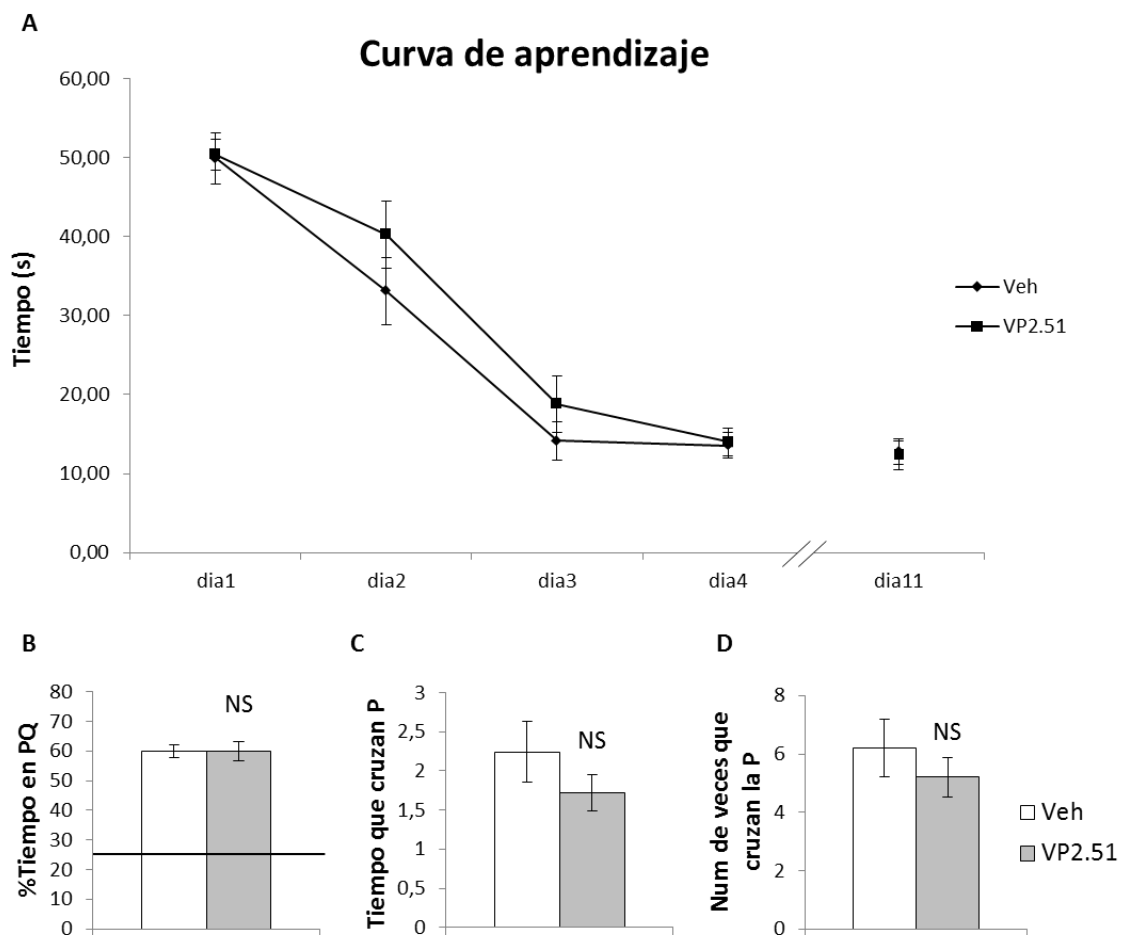 A
Curva de aprendizaje
60,00
50,00
40,00
30,00
20,00
10,00
0,00
Tiempo (s)
dia1
dia2
dia3
dia4
dia11
Veh
VP2.51
B
80
70
60
50
40
30
20
10
0
%Tiempo en PQ
NS
C
3
2,5
2
1,5
1
0,5
0
Tiempo que cruzan P
NS
D
8
6
4
2
0
Num de veces que
cruzan la P
NS
Veh
VP2.51